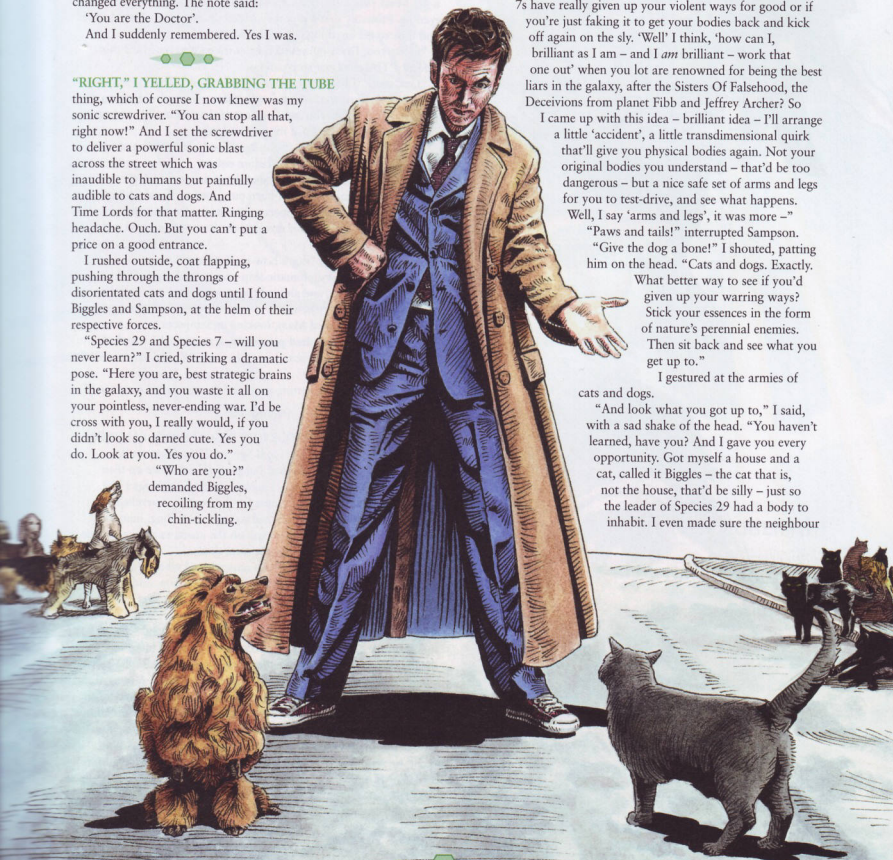 changed everything. The note said:
'You are the Doctor'.
And I suddenly remembered. Yes I was.
"RIGHT," I YELLED, GRABBING THE TUBE
thing, which of course I now knew was my
sonic screwdriver. "You can stop all that,
right now!" And I set the screwdriver
to deliver a powerful sonic blast
across the street which was
inaudible to humans but painfully
audible to cats and dogs. And
Time Lords for that matter. Ringing
headache. Ouch. But you can't put a
price on a good entrance.
I rushed outside, coat flapping,
pushing through the throngs of
disorientated cats and dogs until I found
Biggles and Sampson, at the helm of their
respective forces.
"Species 29 and Species 7 – will you
never learn?" I cried, striking a dramatic
pose. "Here you are, best strategic brains
in the galaxy, and you waste it all on
your pointless, never-ending war. I'd be
cross with you, I really would, if you
didn't look so darned cute. Yes you
do. Look at you. Yes you do."
"Who are you?"
demanded Biggles,
recoiling from my
chin-tickling.
7s have really given up your violent ways for good or if
you're just faking it to get your bodies back and kick
off again on the sly. 'Well' I think, 'how can I,
brilliant as I am – and I am brilliant – work that
one out' when you lot are renowned for being the best
liars in the galaxy, after the Sisters Of Falsehood, the
Deceivions from planet Fibb and Jeffrey Archer? So
I came up with this idea – brilliant idea – I'll arrange
a little 'accident', a little transdimensional quirk
that'll give you physical bodies again. Not your
original bodies you understand – that'd be too
dangerous – but a nice safe set of arms and legs
for you to test-drive, and see what happens.
Well, I say 'arms and legs', it was more –"
"Paws and tails!" interrupted Sampson.
"Give the dog a bone!" I shouted, patting
him on the head. "Cats and dogs. Exactly.
What better way to see if you'd
given up your warring ways?
Stick your essences in the form
of nature's perennial enemies.
Then sit back and see what you
get up to."
I gestured at the armies of
cats and dogs.
"And look what you got up to," I said,
with a sad shake of the head. "You haven't
learned, have you? And I gave you every
opportunity. Got myself a house and a
cat, called it Biggles – the cat that is,
not the house, that'd be silly – just so
the leader of Species 29 had a body to
inhabit. I even made sure the neighbour